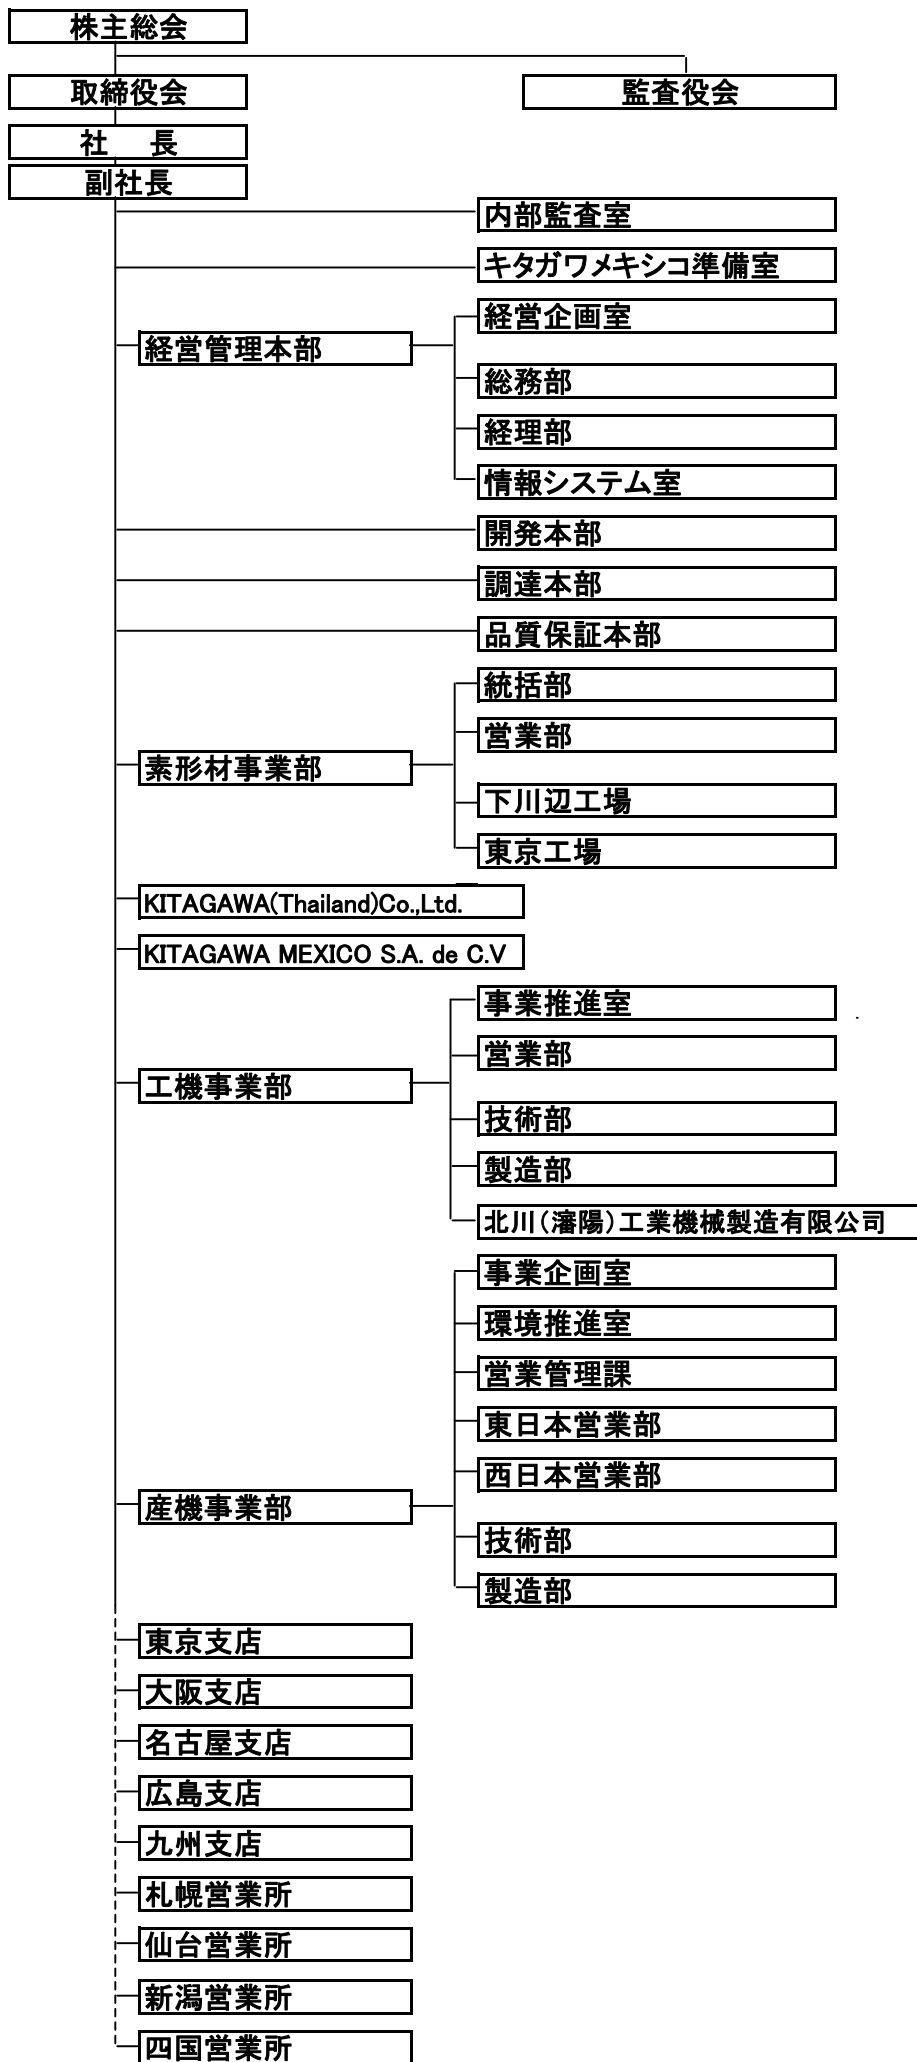 株主総会
取締役会
監査役会
社　長
副社長
内部監査室
キタガワメキシコ準備室
経営企画室
経営管理本部
総務部
経理部
情報システム室
開発本部
調達本部
品質保証本部
統括部
営業部
素形材事業部
下川辺工場
東京工場
KITAGAWA(Thailand)Co.,Ltd.
KITAGAWA MEXICO S.A. de C.V
事業推進室
営業部
工機事業部
技術部
製造部
北川（瀋陽）工業機械製造有限公司
事業企画室
環境推進室
営業管理課
東日本営業部
西日本営業部
産機事業部
技術部
製造部
東京支店
大阪支店
名古屋支店
広島支店
九州支店
札幌営業所
仙台営業所
新潟営業所
四国営業所